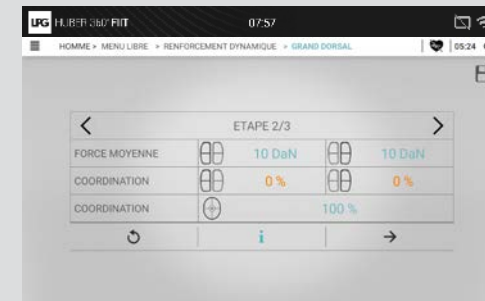 LPG HUBER 360° FIIT 07:57
HOMME ▸ MENU LIBRE ▸ RENFORCEMENT DYNAMIQUE ▸ GRAND DORSAL 05:24
ETAPE 2/3
FORCE MOYENNE 10 DaN 10 DaN
COORDINATION 0 % 0 %
COORDINATION 100 %
i